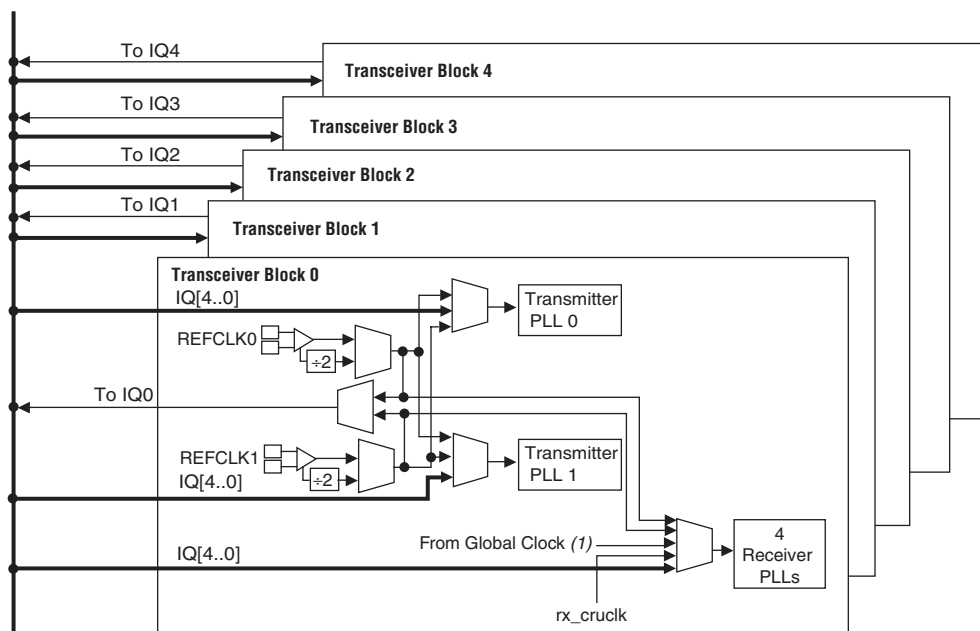 To IQ4
Transceiver Block 4
To IQ3
Transceiver Block 3
To IQ2
Transceiver Block 2
To IQ1
Transceiver Block 1
Transceiver Block 0
IQ[4..0]
Transmitter
PLL 0
REFCLK0
÷2
To IQ0
REFCLK1
÷2
Transmitter
PLL 1
IQ[4..0]
From Global Clock (1)
4
Receiver
PLLs
IQ[4..0]
rx_cruclk